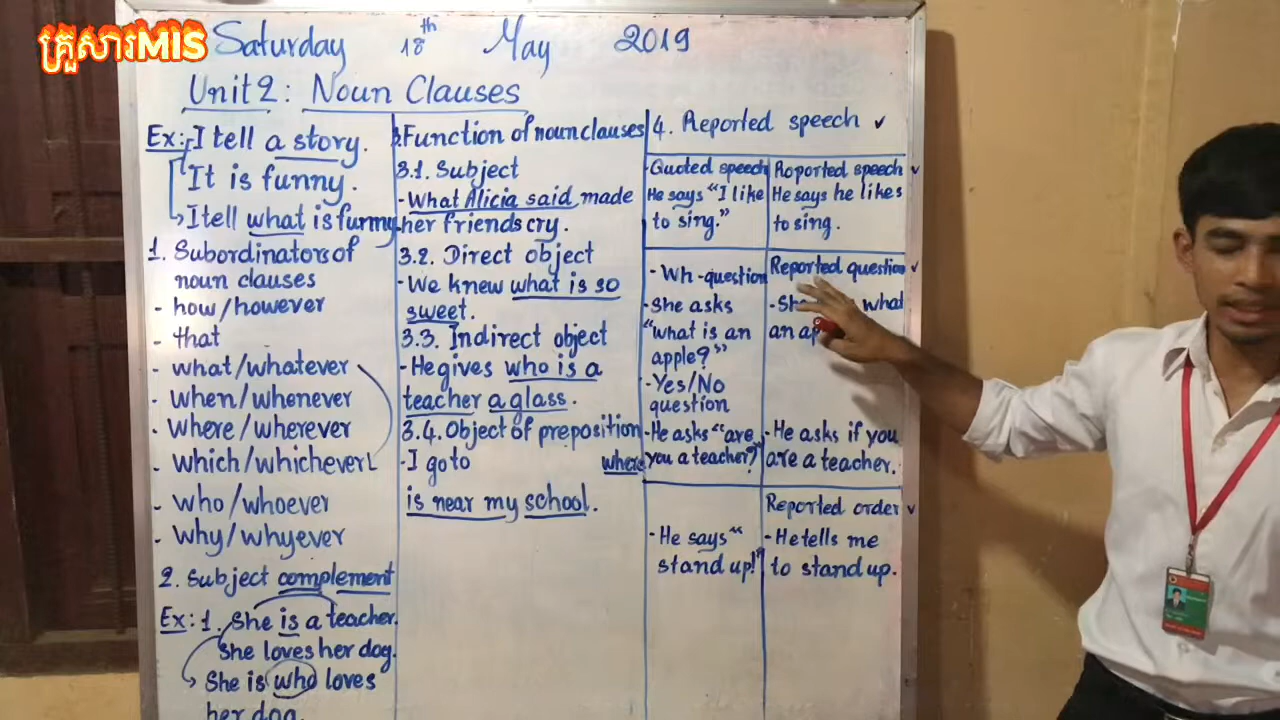 គ្រួសារMIS
Saturday 18th May 2019
Unit 2: Noun Clauses
Ex: I tell a story.
It is funny.
I tell what is funny.
1. Subordinators of
noun clauses
- how/however
- that
- what/whatever
- when/whenever
- where/wherever
- which/whichever
- who/whoever
- why/whyever
2. Subject complement
Ex: 1. She is a teacher.
She loves her dog.
She is who loves
her dog.
3. Function of noun clauses
3.1. Subject
- What Alicia said made
her friends cry.
3.2. Direct object
- We knew what is so
sweet.
3.3. Indirect object
- He gives who is a
teacher a glass.
3.4. Object of preposition
- I go to where
is near my school.
4. Reported speech ✓
- Quoted speech
He says "I like
to sing."
Roported speech ✓
He says he likes
to sing.
- Wh-question
- She asks
"what is an
apple?"
- Yes/No
question
- He asks "are
you a teacher?"
Reported question ✓
- what
an
- He asks if you
are a teacher.
- He says "
stand up!"
Reported order ✓
- He tells me
to stand up.